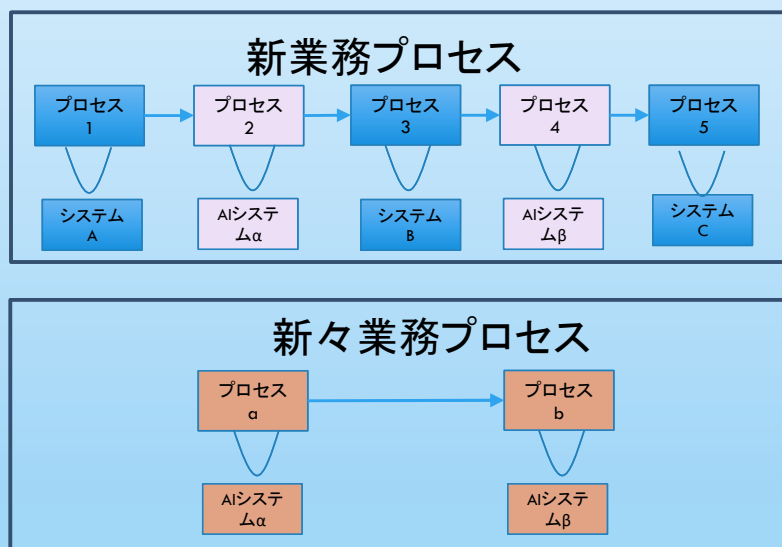 新業務プロセス
プロセス
1
プロセス
2
プロセス
3
プロセス
4
プロセス
5
システム
A
AIシステ
ムα
システム
B
AIシステ
ムβ
システム
C
新々業務プロセス
プロセス
a
プロセス
b
AIシステ
ムα
AIシステ
ムβ